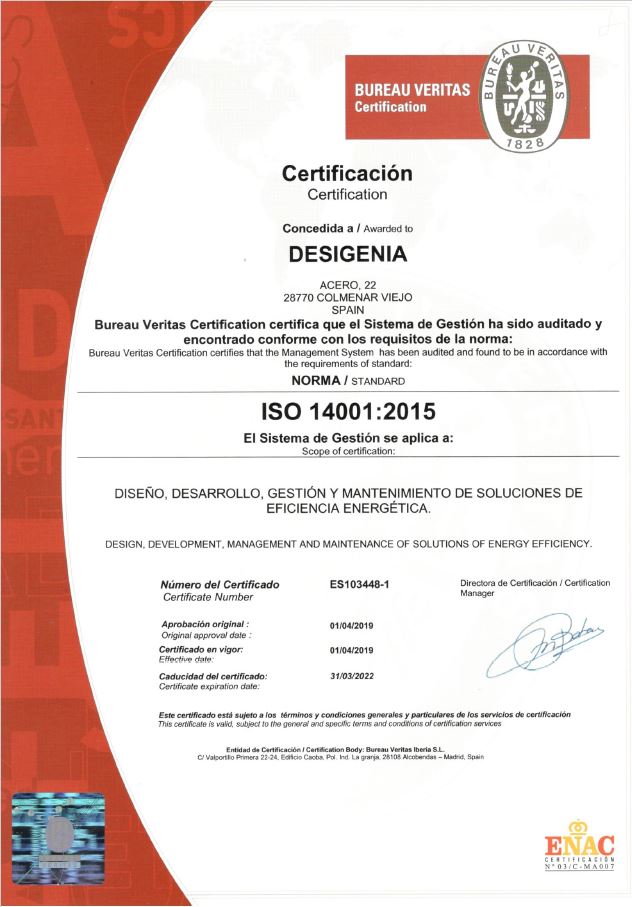 BUREAU VERITAS
Certification
BUREAU VERITAS
1828
Certificación
Certification
Concedida a / Awarded to
DESIGENIA
ACERO, 22
28770 COLMENAR VIEJO
SPAIN
Bureau Veritas Certification certifica que el Sistema de Gestión ha sido auditado y
encontrado conforme con los requisitos de la norma:
Bureau Veritas Certification certifies that the Management System has been audited and found to be in accordance with
the requirements of standard:
NORMA / STANDARD
ISO 14001:2015
El Sistema de Gestión se aplica a:
Scope of certification:
DISEÑO, DESARROLLO, GESTIÓN Y MANTENIMIENTO DE SOLUCIONES DE
EFICIENCIA ENERGÉTICA.
DESIGN, DEVELOPMENT, MANAGEMENT AND MAINTENANCE OF SOLUTIONS OF ENERGY EFFICIENCY.
Número del Certificado ES103448-1 Directora de Certificación / Certification
Certificate Number Manager
Aprobación original : 01/04/2019
Original approval date :
Certificado en vigor: 01/04/2019
Effective date:
Caducidad del certificado: 31/03/2022
Certificate expiration date:
Este certificado está sujeto a los términos y condiciones generales y particulares de los servicios de certificación
This certificate is valid, subject to the general and specific terms and conditions of certification services
Entidad de Certificación / Certification Body: Bureau Veritas Iberia S.L.
C/ Valportillo Primera 22-24, Edificio Caoba, Pol. Ind. La granja, 28108 Alcobendas – Madrid, Spain
ENAC
CERTIFICACIÓN
Nº 03/C-MA007